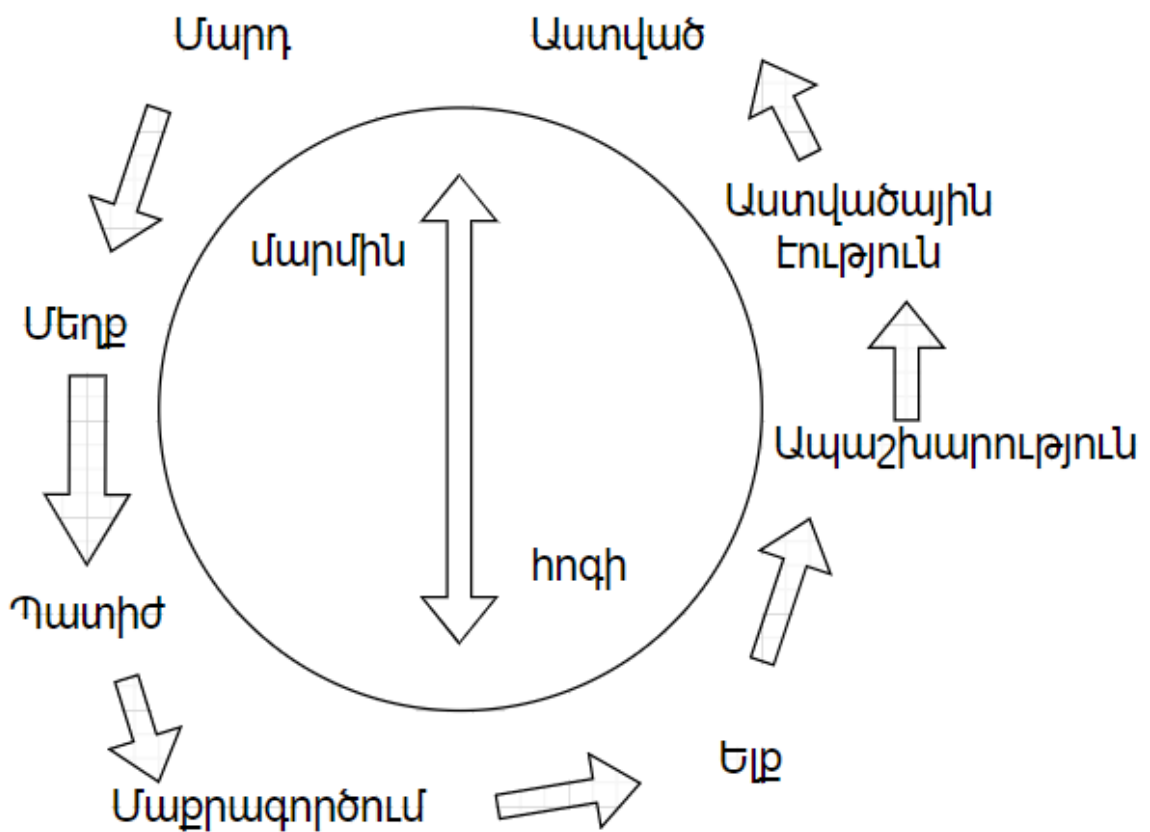 Մարդ
Աստված
մարմին
Աստվածային
էություն
Մեղք
Ապաշխարություն
հոգի
Պատիժ
Ելք
Մաքրագործում